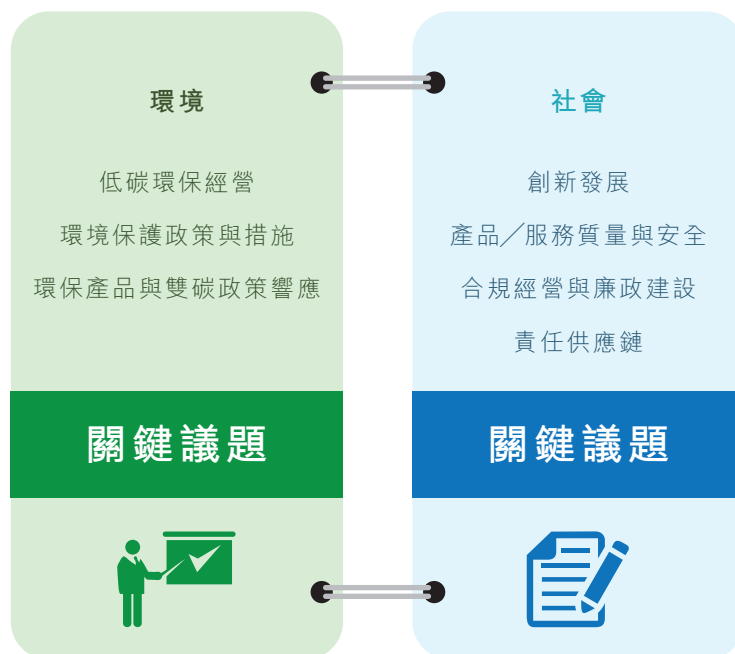 環境
低碳環保經營
環境保護政策與措施
環保產品與雙碳政策響應
關鍵議題
社會
創新發展
產品╱服務質量與安全
合規經營與廉政建設
責任供應鏈
關鍵議題